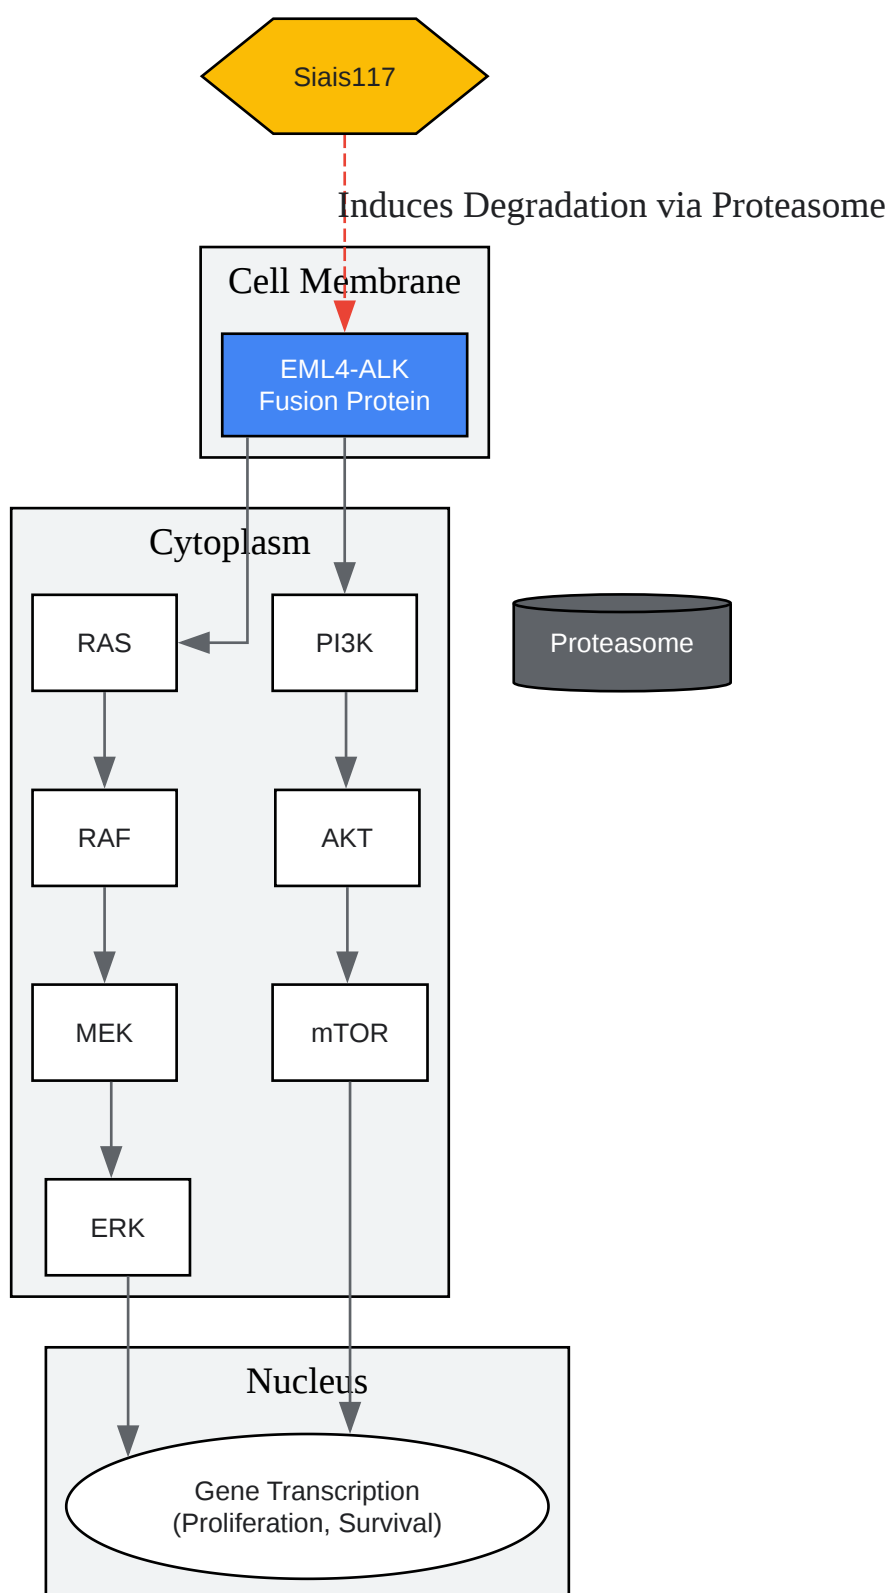 Siais117
Induces Degradation via Proteasome
Cell Membrane
EML4-ALK
Fusion Protein
Cytoplasm
RAS
PI3K
Proteasome
RAF
AKT
MEK
mTOR
ERK
Nucleus
Gene Transcription
(Proliferation, Survival)